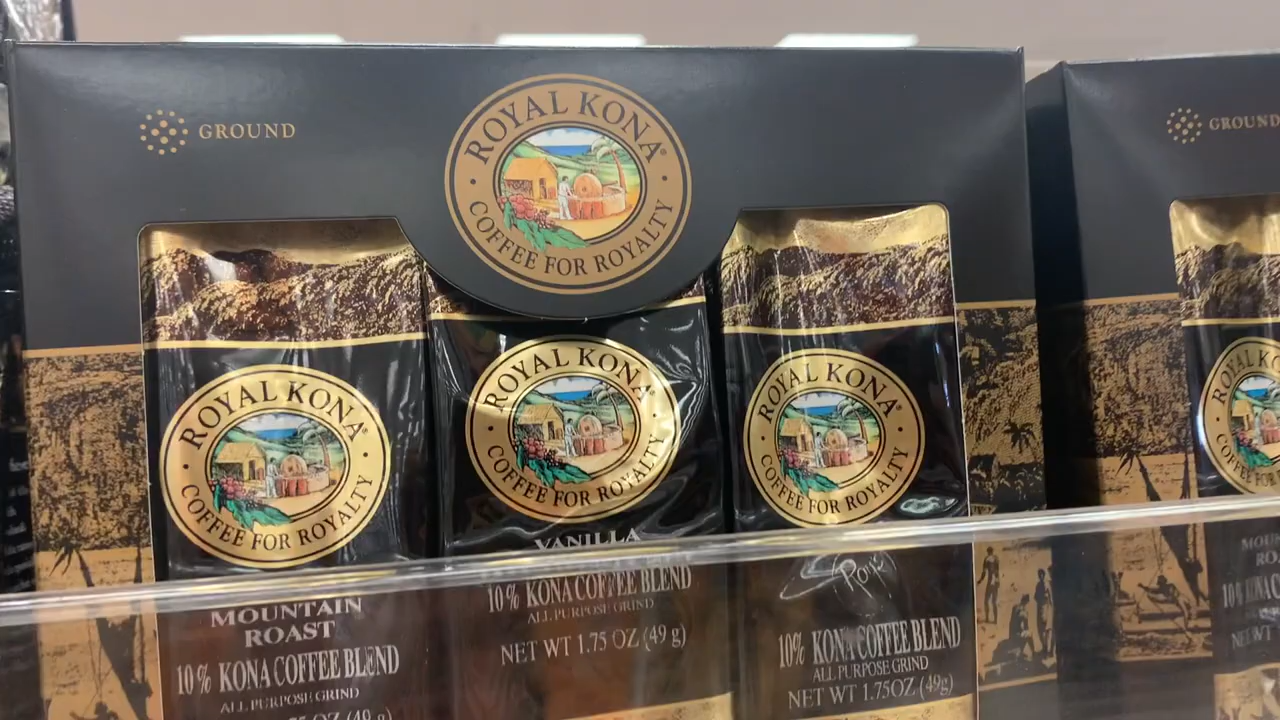 GROUND
ROYAL KONA
COFFEE FOR ROYALTY
GROUND
ROYAL KONA®
COFFEE FOR ROYALTY
MOUNTAIN
ROAST
10% KONA COFFEE BLEND
ALL PURPOSE GRIND
ROYAL KONA
COFFEE FOR ROYALTY
VANILLA
10% KONA COFFEE BLEND
ALL PURPOSE GRIND
NET WT 1.75 OZ (49 g)
ROYAL KONA®
COFFEE FOR ROYALTY
10% KONA COFFEE BLEND
ALL PURPOSE GRIND
NET WT 1.75OZ (49g)